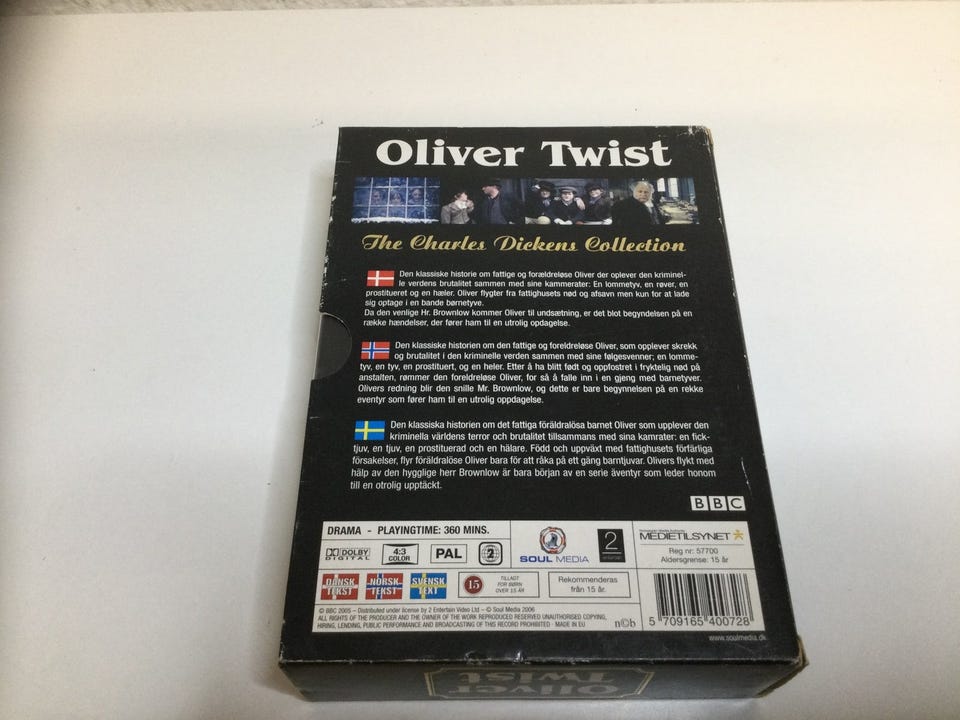 Oliver Twist
The Charles Dickens Collection
Den klassiske historie om fattige og forældreløse Oliver der oplever den kriminel-
le verdens brutalitet sammen med sine kammerater: En lommetyv, en røver, en
prostitueret og en hæler. Oliver flygter fra fattighusets nød og afsavn men kun for at lade
sig optage i en bande børnetyve.
Da den venlige Hr. Brownlow kommer Oliver til undsætning, er det blot begyndelsen på en
række hændelser, der fører ham til en utrolig opdagelse.
Den klassiske historien om den fattige og foreldreløse Oliver, som opplever skrekk
og brutalitet i den kriminelle verden sammen med sine følgesvenner; en lomme-
tyv, en tyv, en prostituert, og en heler. Etter å ha blitt født og oppfostret i fryktelig nød på
anstalten, rømmer den foreldreløse Oliver, for så å falle inn i en gjeng med barnetyver.
Olivers redning blir den snille Mr. Brownlow, og dette er bare begynnelsen på en rekke
eventyr som fører ham til en utrolig oppdagelse.
Den klassiska historien om det fattiga föräldralösa barnet Oliver som upplever den
kriminella världens terror och brutalitet tillsammans med sina kamrater: en fick-
tjuv, en tjuv, en prostituerad och en hälare. Född och uppväxt med fattighusets förfärliga
försakelser, flyr föräldralöse Oliver bara för att råka på ett gäng barntjuvar. Olivers flykt med
hjälp av den hygglige herr Brownlow är bara början av en serie äventyr som leder honom
till en otrolig upptäckt.
BBC
DRAMA - PLAYINGTIME: 360 MINS.
DOLBY
DIGITAL
4:3
COLOR
PAL
2
SOUL MEDIA
2
entertain
MEDIETILSYNET
Reg nr: 57700
Aldersgrense: 15 år
DANSK
TEKST
NORSK
TEKST
SVENSK
TEXT
15
TILLADT
FOR BØRN
OVER 15 ÅR
Rekommenderas
från 15 år.
© BBC 2005 - Distributed under license by 2 Entertain Video Ltd - © Soul Media 2006
ALL RIGHTS OF THE PRODUCER AND THE OWNER OF THE WORK REPRODUCED RESERVED UNAUTHORISED COPYING,
HIRING, LENDING, PUBLIC PERFORMANCE AND BROADCASTING OF THIS RECORD PROHIBITED · MADE IN EU
n©b
5 709165 400728
www.soulmedia.dk
Oliver
Twist